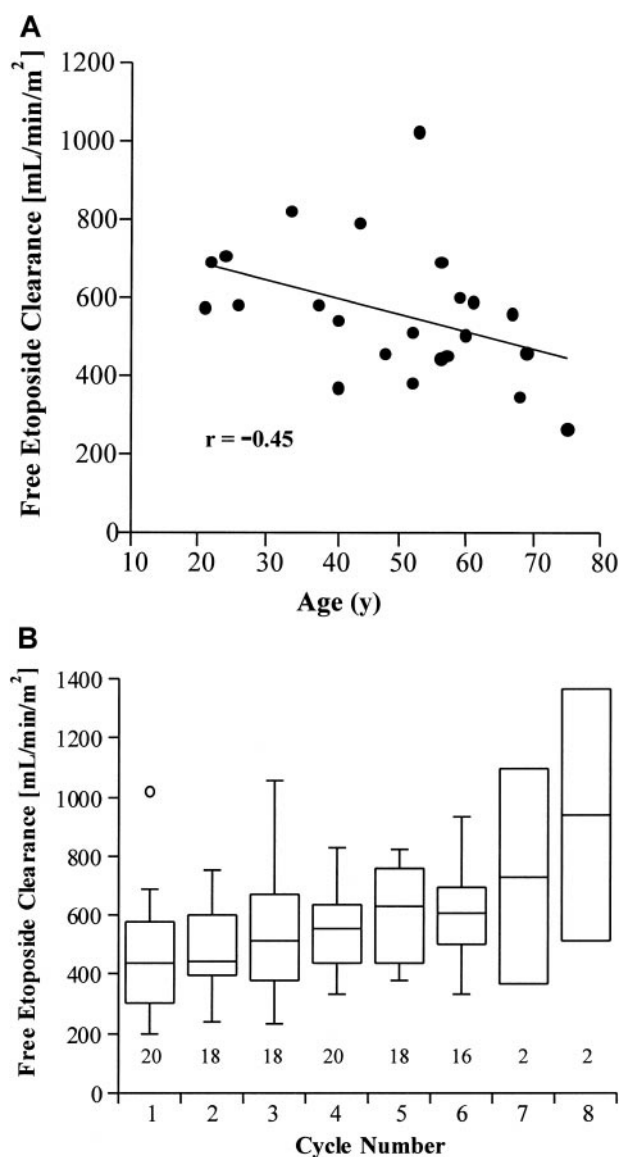 A
Free Etoposide Clearance [mL/min/m²]
1200
1000
800
600
400
200
0
r = −0.45
10 20 30 40 50 60 70 80
Age (y)
B
Free Etoposide Clearance [mL/min/m²]
1400
1200
1000
800
600
400
200
0
20 18 18 20 18 16 2 2
1 2 3 4 5 6 7 8
Cycle Number